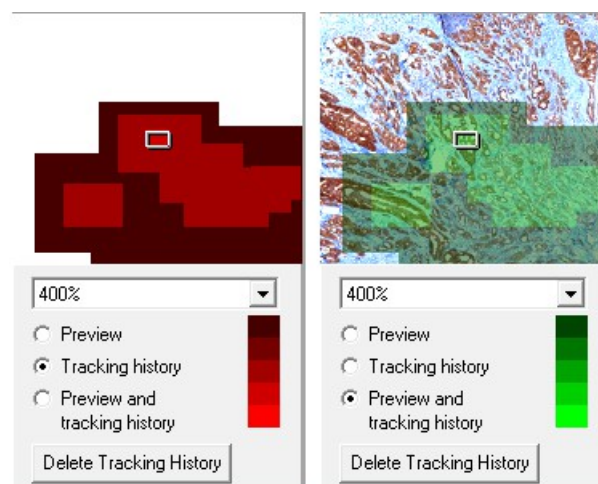 400%
Preview
Tracking history
Preview and
tracking history
Delete Tracking History
400%
Preview
Tracking history
Preview and
tracking history
Delete Tracking History